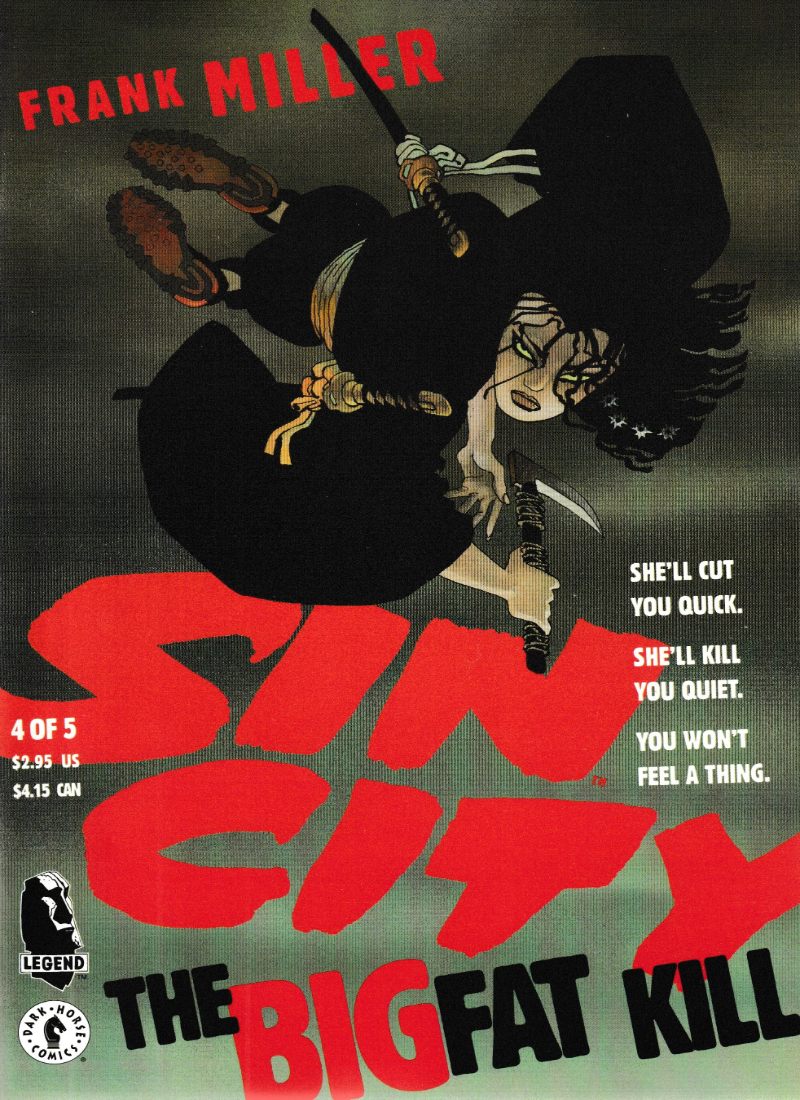 FRANK MILLER
SHE'LL CUT
YOU QUICK.
SHE'LL KILL
YOU QUIET.
YOU WON'T
FEEL A THING.
SIN
TM
CITY
4 OF 5
$2.95 US
$4.15 CAN
LEGEND
TM
THE BIG FAT KILL
DARK • HORSE
COMICS
®